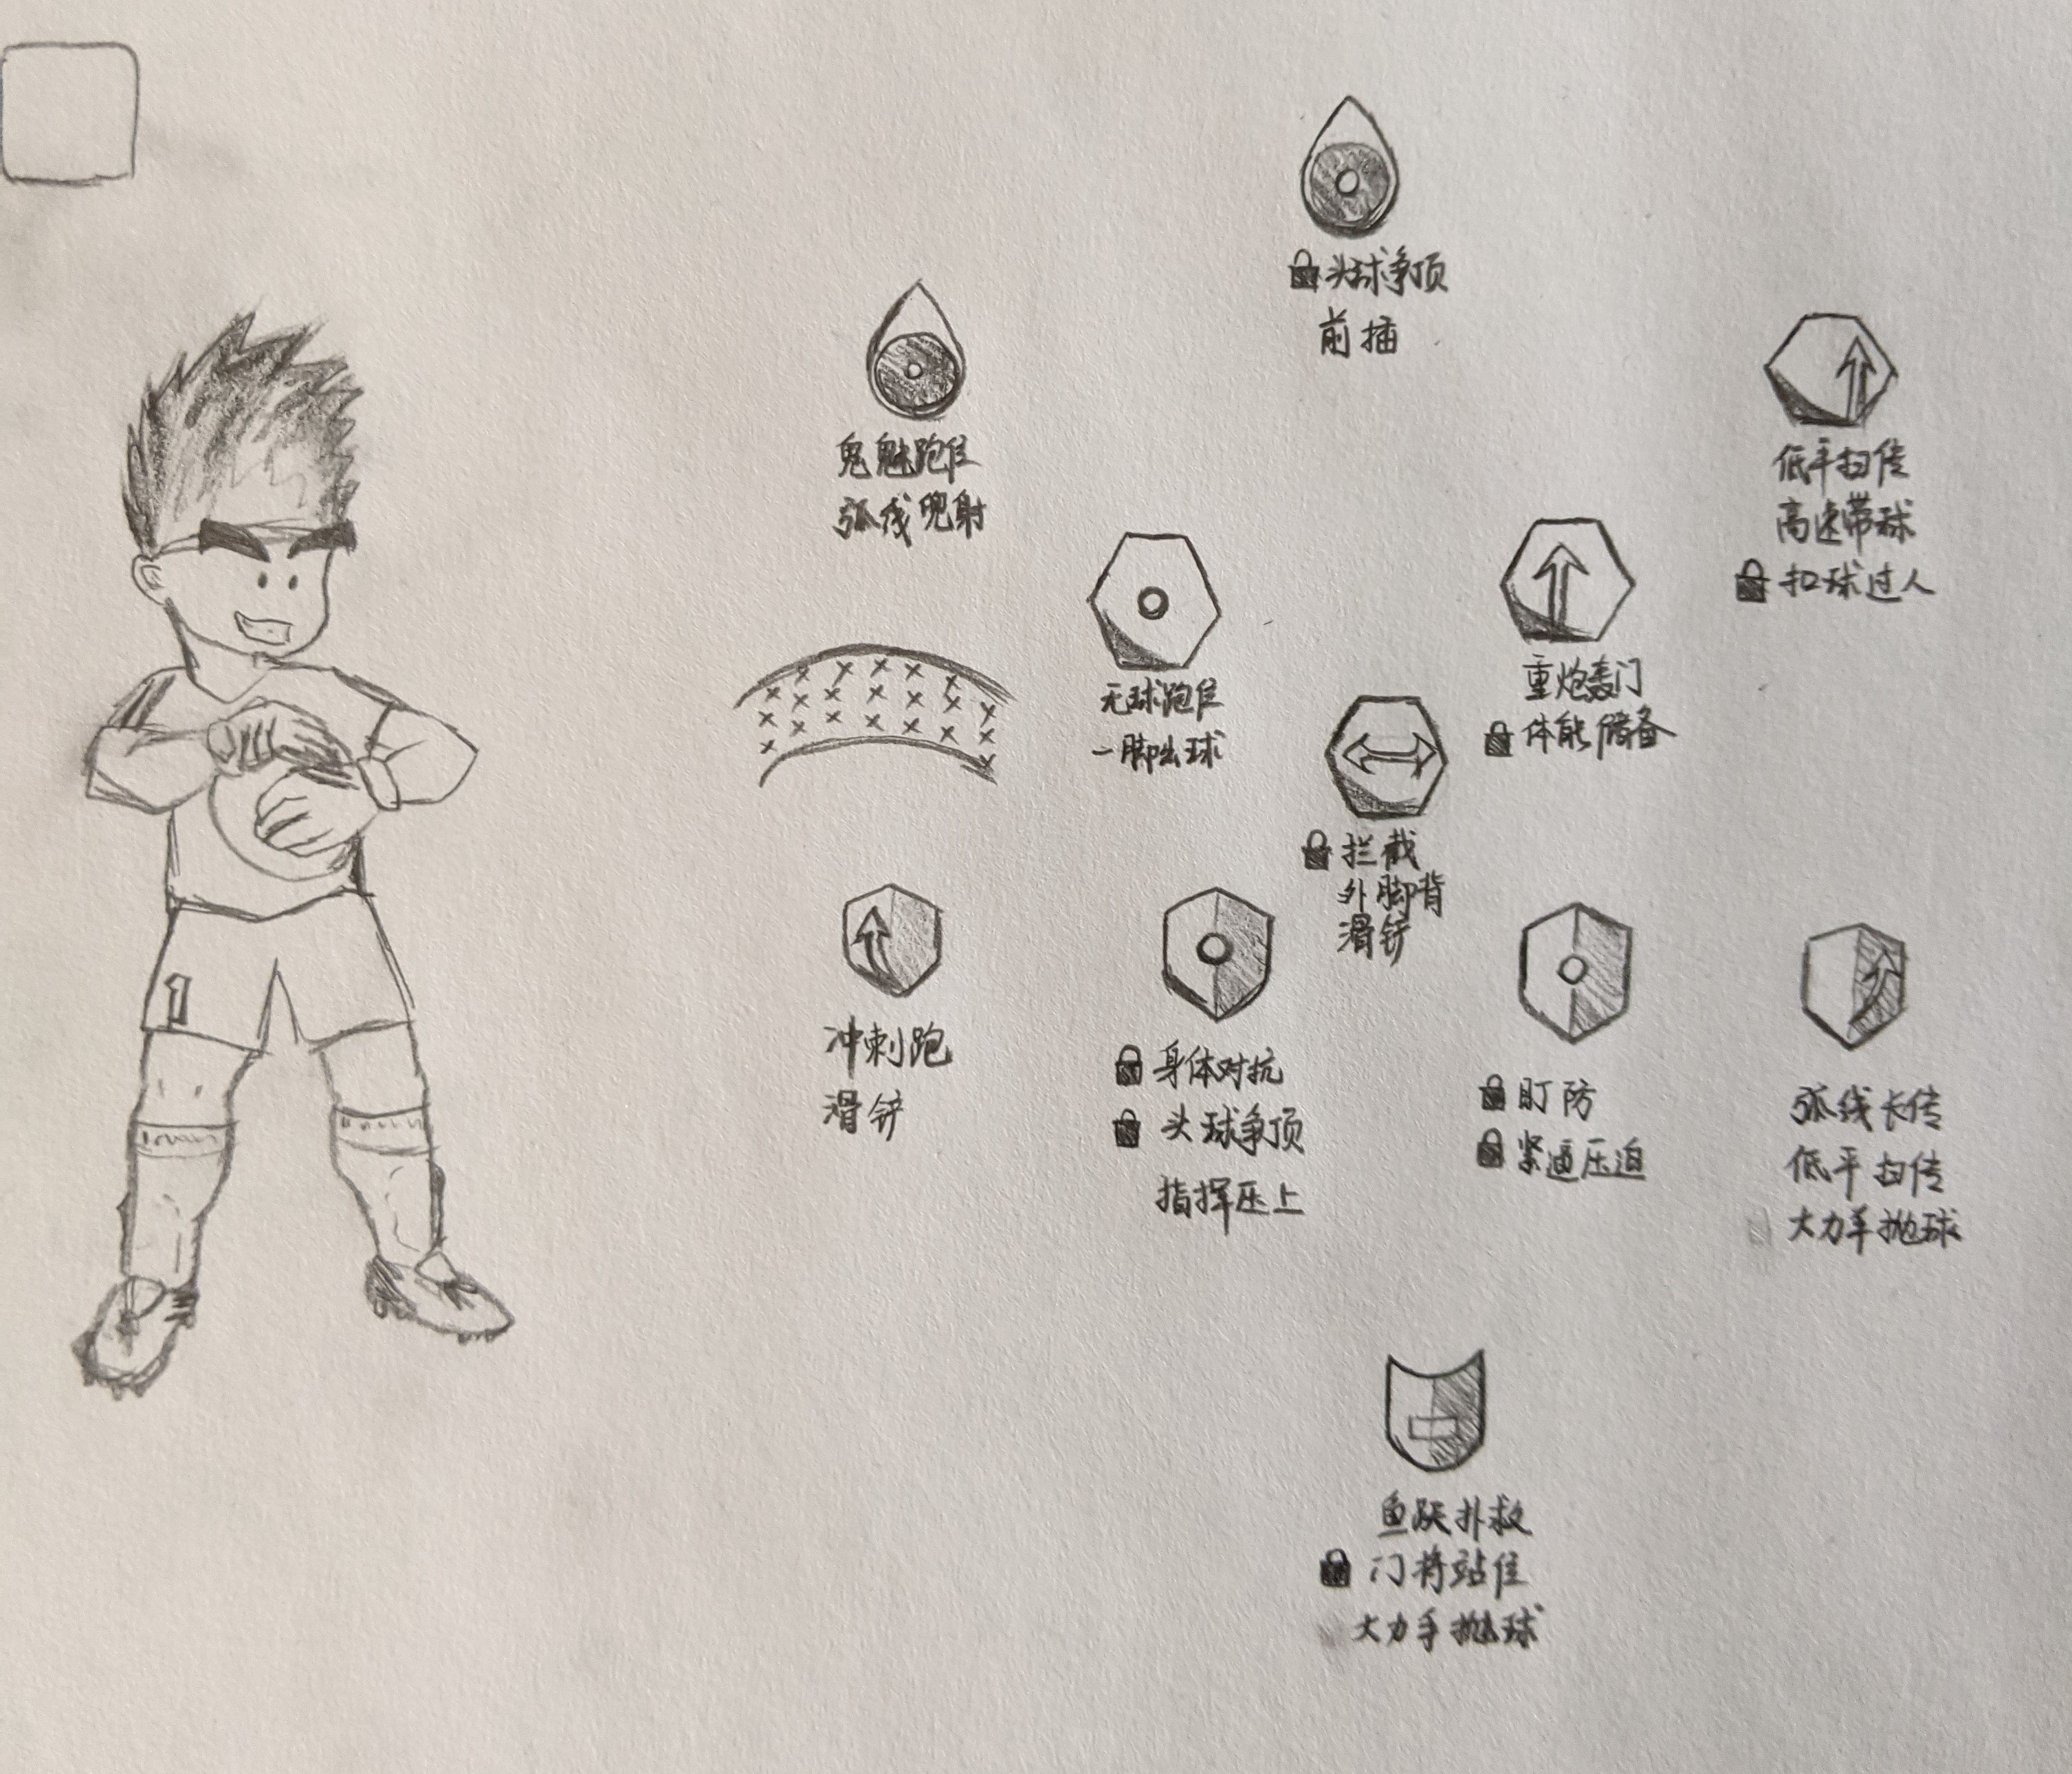 头球争顶
前插
鬼魅跑位
弧线兜射
低平扫传
高速带球
扣球过人
无球跑位
一脚出球
重炮轰门
体能储备
拦截
外脚背
滑铲
冲刺跑
滑铲
身体对抗
头球争顶
指挥压上
盯防
紧逼压迫
弧线长传
低平扫传
大力手抛球
鱼跃扑救
门将站位
大力手抛球
1